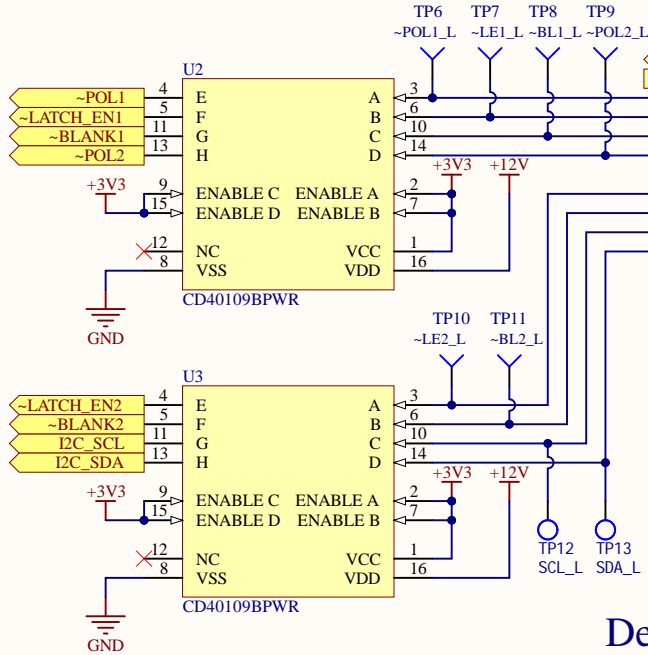 TP6 TP7 TP8 TP9
~POL1_L ~LE1_L ~BL1_L ~POL2_L
U2
~POL1 4 E A 3
~LATCH_EN1 5 F B 6
~BLANK1 11 G C 10
~POL2 13 H D 14
+3V3 +12V
+3V3 9 ENABLE C ENABLE A 2
15 ENABLE D ENABLE B 7
12 NC VCC 1
8 VSS VDD 16
CD40109BPWR
GND
TP10 TP11
~LE2_L ~BL2_L
U3
~LATCH_EN2 4 E A 3
~BLANK2 5 F B 6
I2C_SCL 11 G C 10
I2C_SDA 13 H D 14
+3V3 +12V
+3V3 9 ENABLE C ENABLE A 2
15 ENABLE D ENABLE B 7
12 NC VCC 1
8 VSS VDD 16
TP12 TP13
SCL_L SDA_L
CD40109BPWR
GND
De